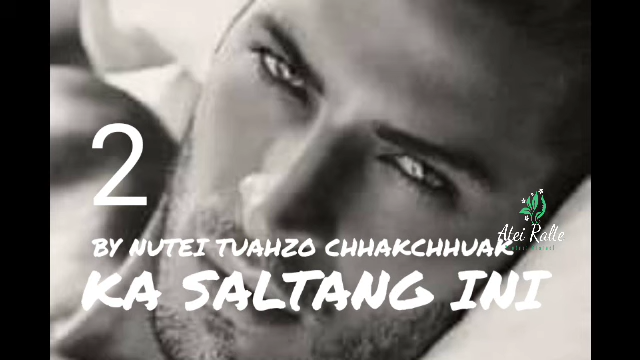 2
BY NUTEI TUAHZO CHHAKCHHUAK
Atei Ralte
KA SALTANG INI